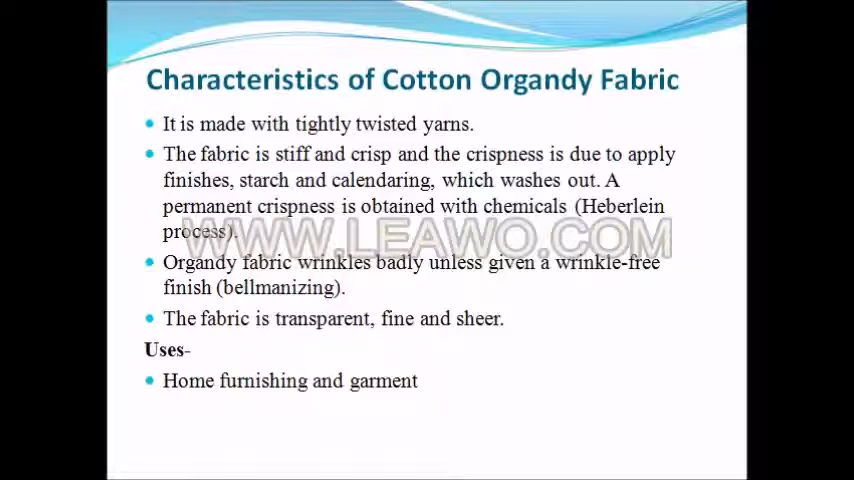 Characteristics of Cotton Organdy Fabric
It is made with tightly twisted yarns.
The fabric is stiff and crisp and the crispness is due to apply
finishes, starch and calendaring, which washes out. A
permanent crispness is obtained with chemicals (Heberlein
process).
WWW.LEAWO.COM
Organdy fabric wrinkles badly unless given a wrinkle-free
finish (bellmanizing).
The fabric is transparent, fine and sheer.
Uses-
Home furnishing and garment